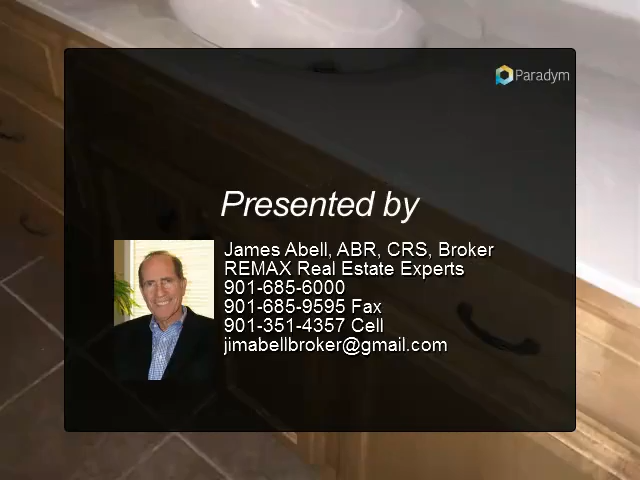 Paradym
Presented by
James Abell, ABR, CRS, Broker
REMAX Real Estate Experts
901-685-6000
901-685-9595 Fax
901-351-4357 Cell
jimabellbroker@gmail.com